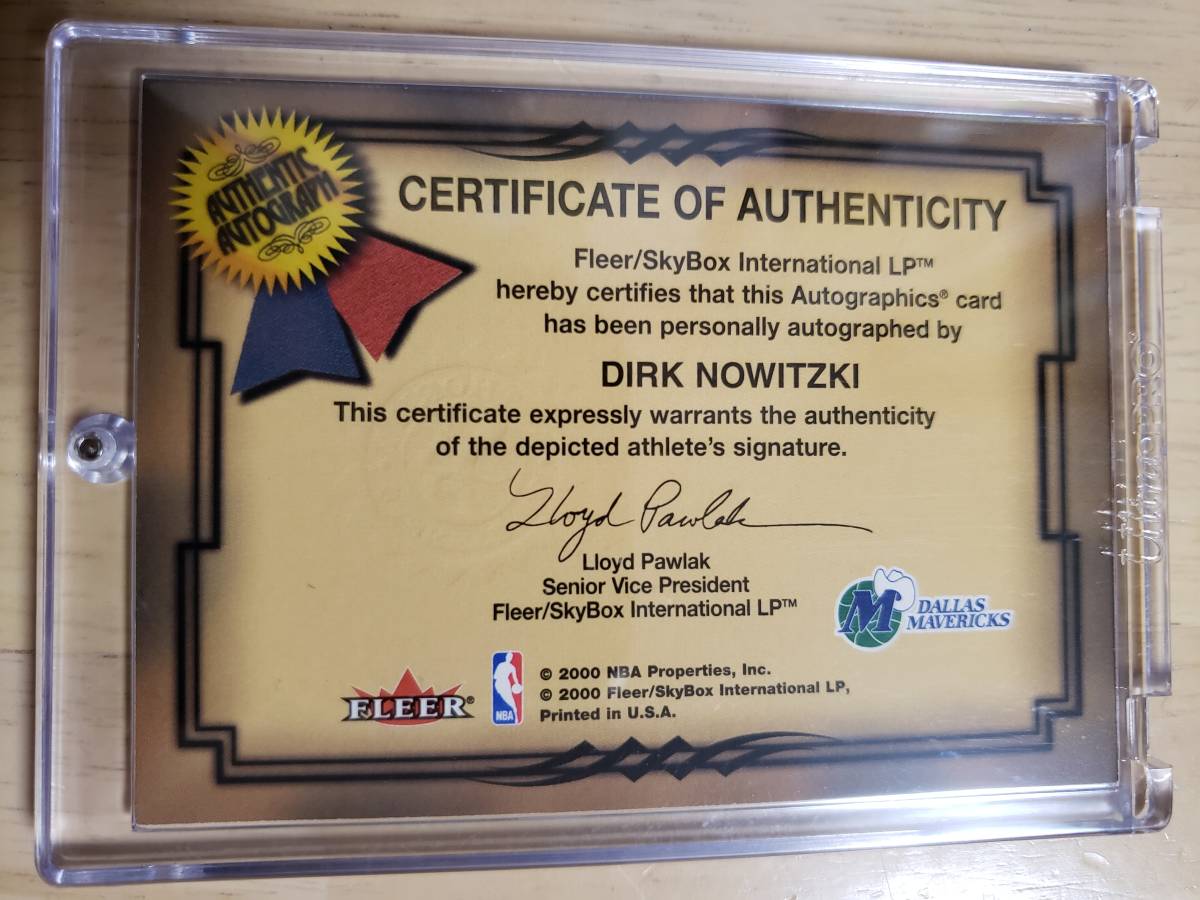 AUTHENTIC
AUTOGRAPH
CERTIFICATE OF AUTHENTICITY
Fleer/SkyBox International LP™
hereby certifies that this Autographics® card
has been personally autographed by
DIRK NOWITZKI
This certificate expressly warrants the authenticity
of the depicted athlete's signature.
Lloyd Pawlak
Lloyd Pawlak
Senior Vice President
Fleer/SkyBox International LP™
M DALLAS
MAVERICKS
FLEER®
NBA
© 2000 NBA Properties, Inc.
© 2000 Fleer/SkyBox International LP,
Printed in U.S.A.